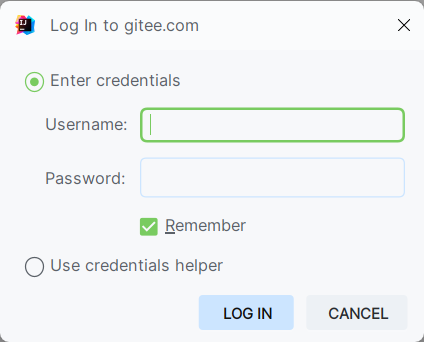 Log In to gitee.com
Enter credentials
Username:
Password:
Remember
Use credentials helper
LOG IN CANCEL